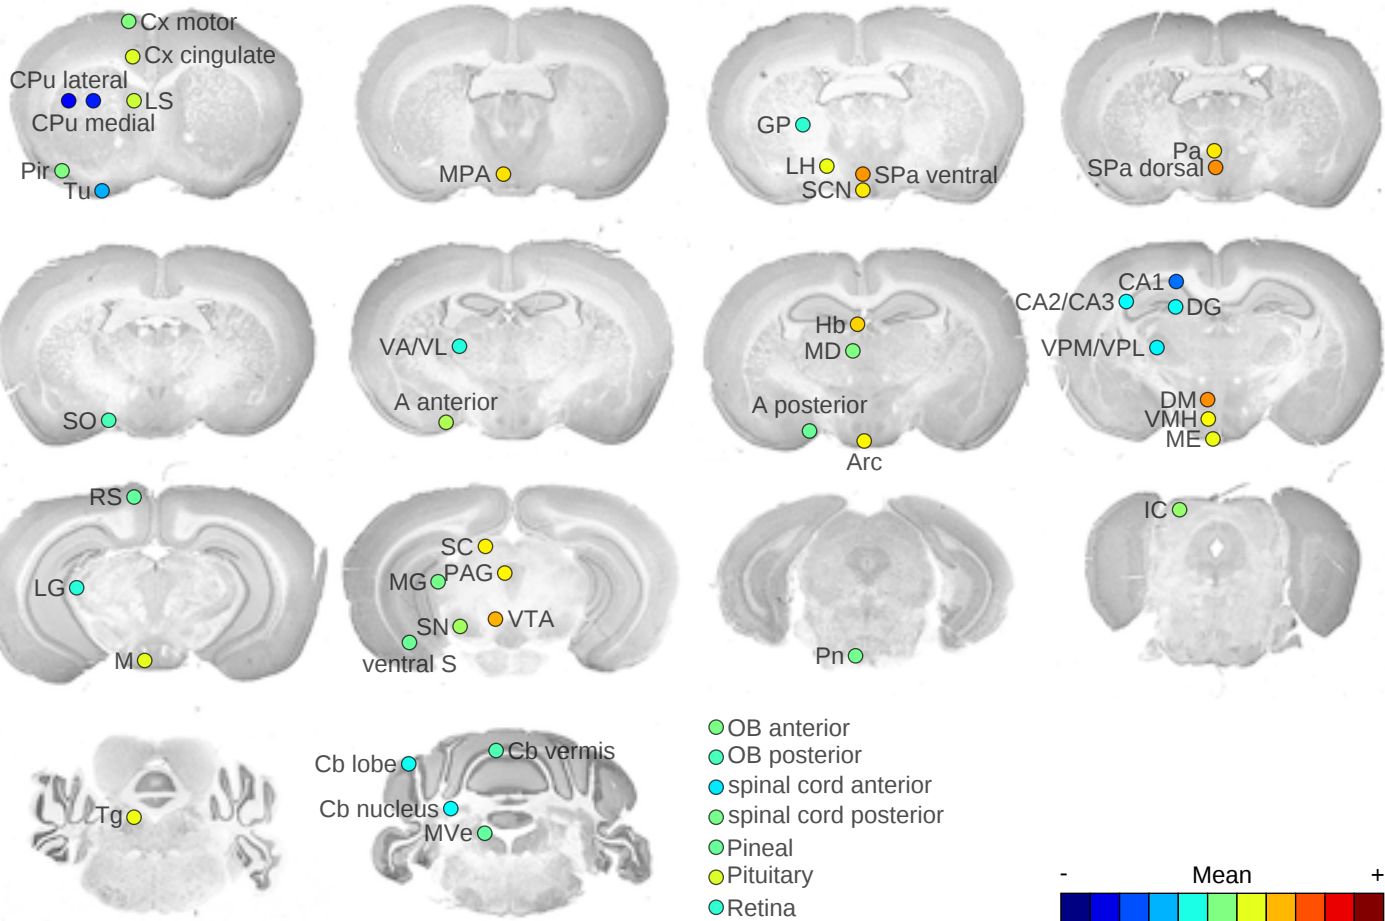 Cx motor
Cx cingulate
CPu lateral
LS
CPu medial
Pir
Tu
MPA
GP
LH
SPa ventral
SCN
Pa
SPa dorsal
SO
VA/VL
A anterior
Hb
MD
A posterior
Arc
CA1
CA2/CA3
DG
VPM/VPL
DM
VMH
ME
RS
LG
M
SC
PAG
MG
VTA
SN
ventral S
Pn
IC
Tg
Cb vermis
Cb lobe
Cb nucleus
MVe
OB anterior
OB posterior
spinal cord anterior
spinal cord posterior
Pineal
Pituitary
Retina
- Mean +